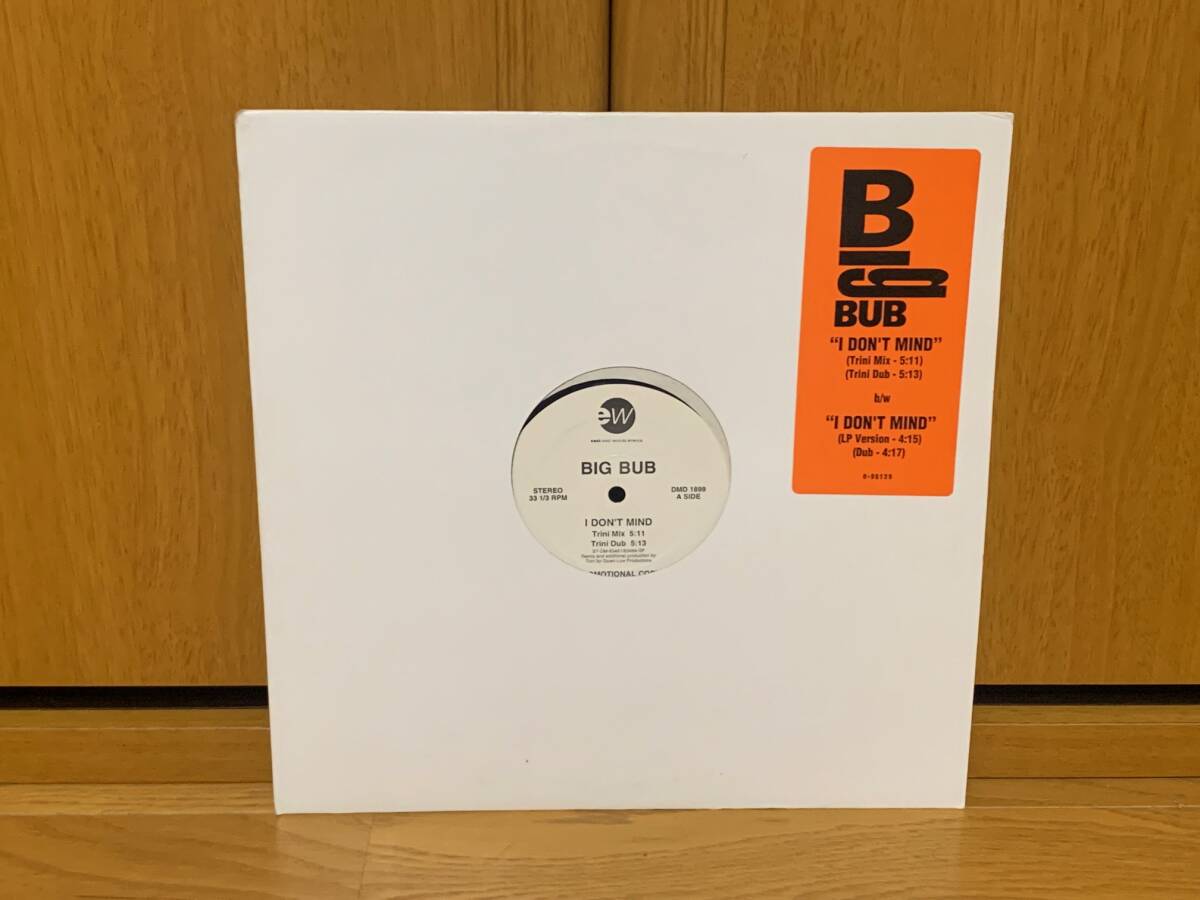 BIG
BUB
"I DON'T MIND"
(Trini Mix - 5:11)
(Trini Dub - 5:13)
b/w
"I DON'T MIND"
(LP Version - 4:15)
(Dub - 4:17)
ew
BIG BUB
STEREO
33 1/3 RPM
DMD 1899
A SIDE
I DON'T MIND
Trini Mix 5:11
Trini Dub 5:13